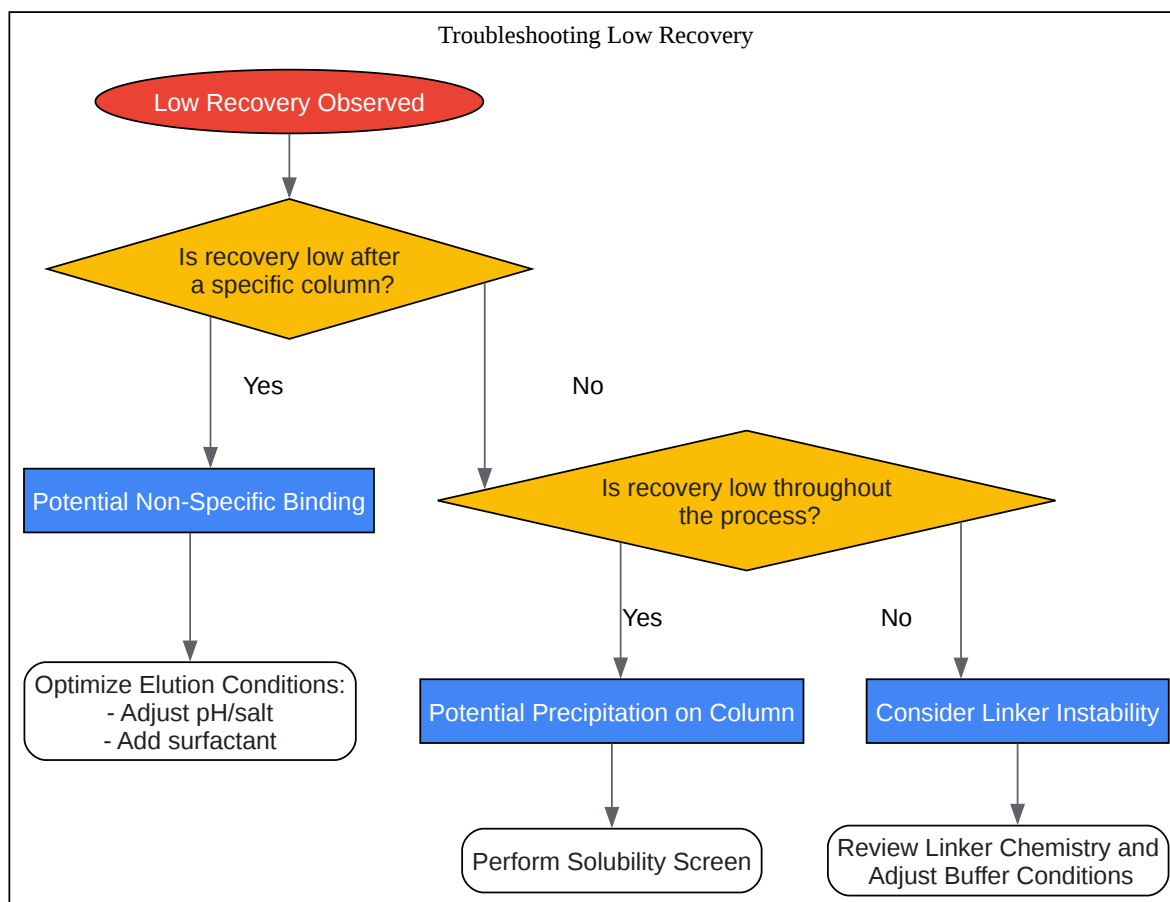 Troubleshooting Low Recovery
Low Recovery Observed
Is recovery low after
a specific column?
Yes
No
Potential Non-Specific Binding
Is recovery low throughout
the process?
Yes
No
Optimize Elution Conditions:
- Adjust pH/salt
- Add surfactant
Potential Precipitation on Column
Consider Linker Instability
Perform Solubility Screen
Review Linker Chemistry and
Adjust Buffer Conditions